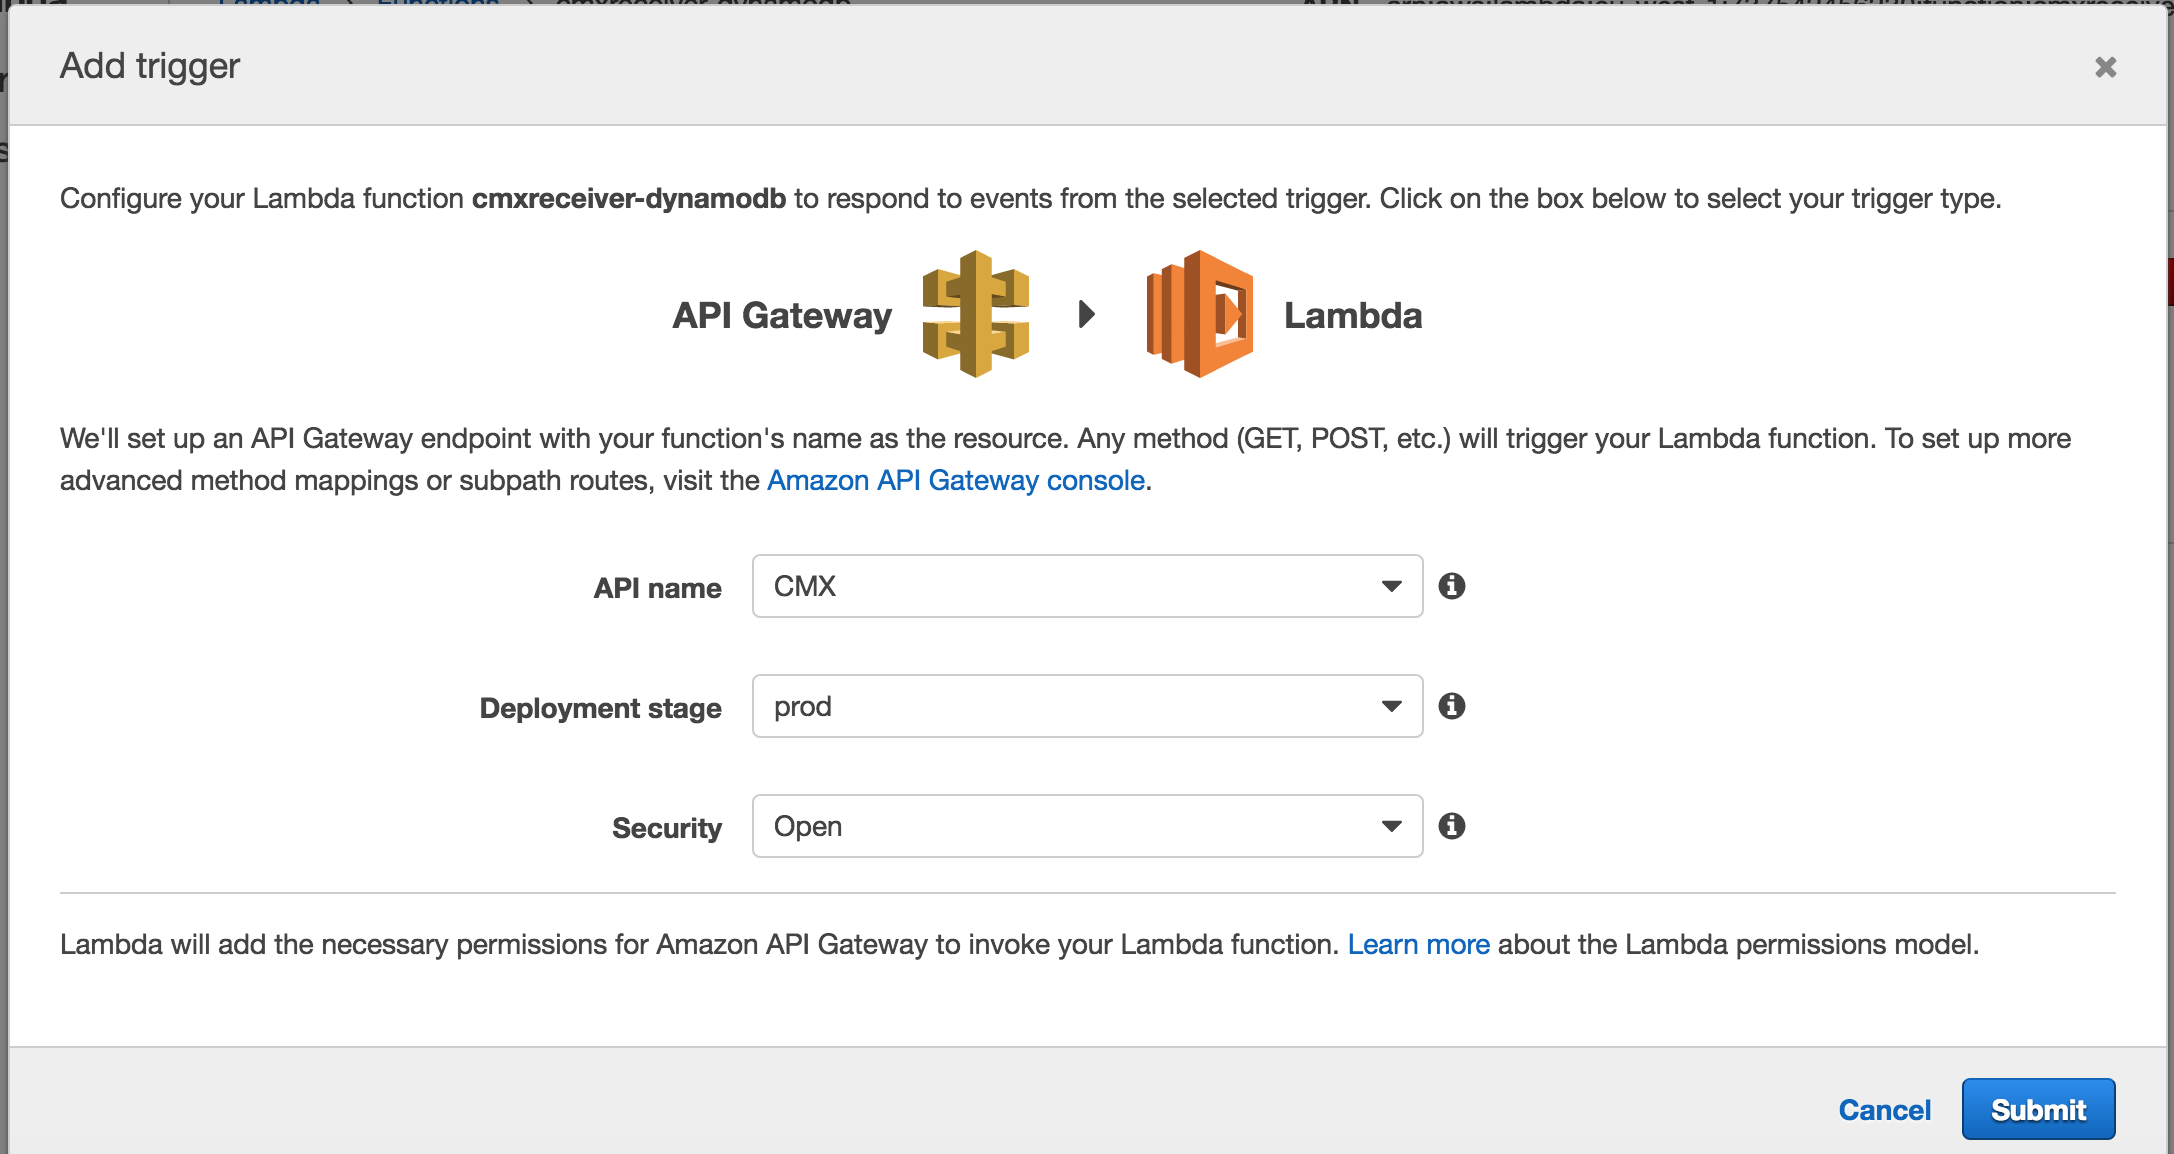 Add trigger
Configure your Lambda function cmxreceiver-dynamodb to respond to events from the selected trigger. Click on the box below to select your trigger type.
API Gateway Lambda
We'll set up an API Gateway endpoint with your function's name as the resource. Any method (GET, POST, etc.) will trigger your Lambda function. To set up more
advanced method mappings or subpath routes, visit the Amazon API Gateway console.
API name CMX
Deployment stage prod
Security Open
Lambda will add the necessary permissions for Amazon API Gateway to invoke your Lambda function. Learn more about the Lambda permissions model.
Cancel Submit